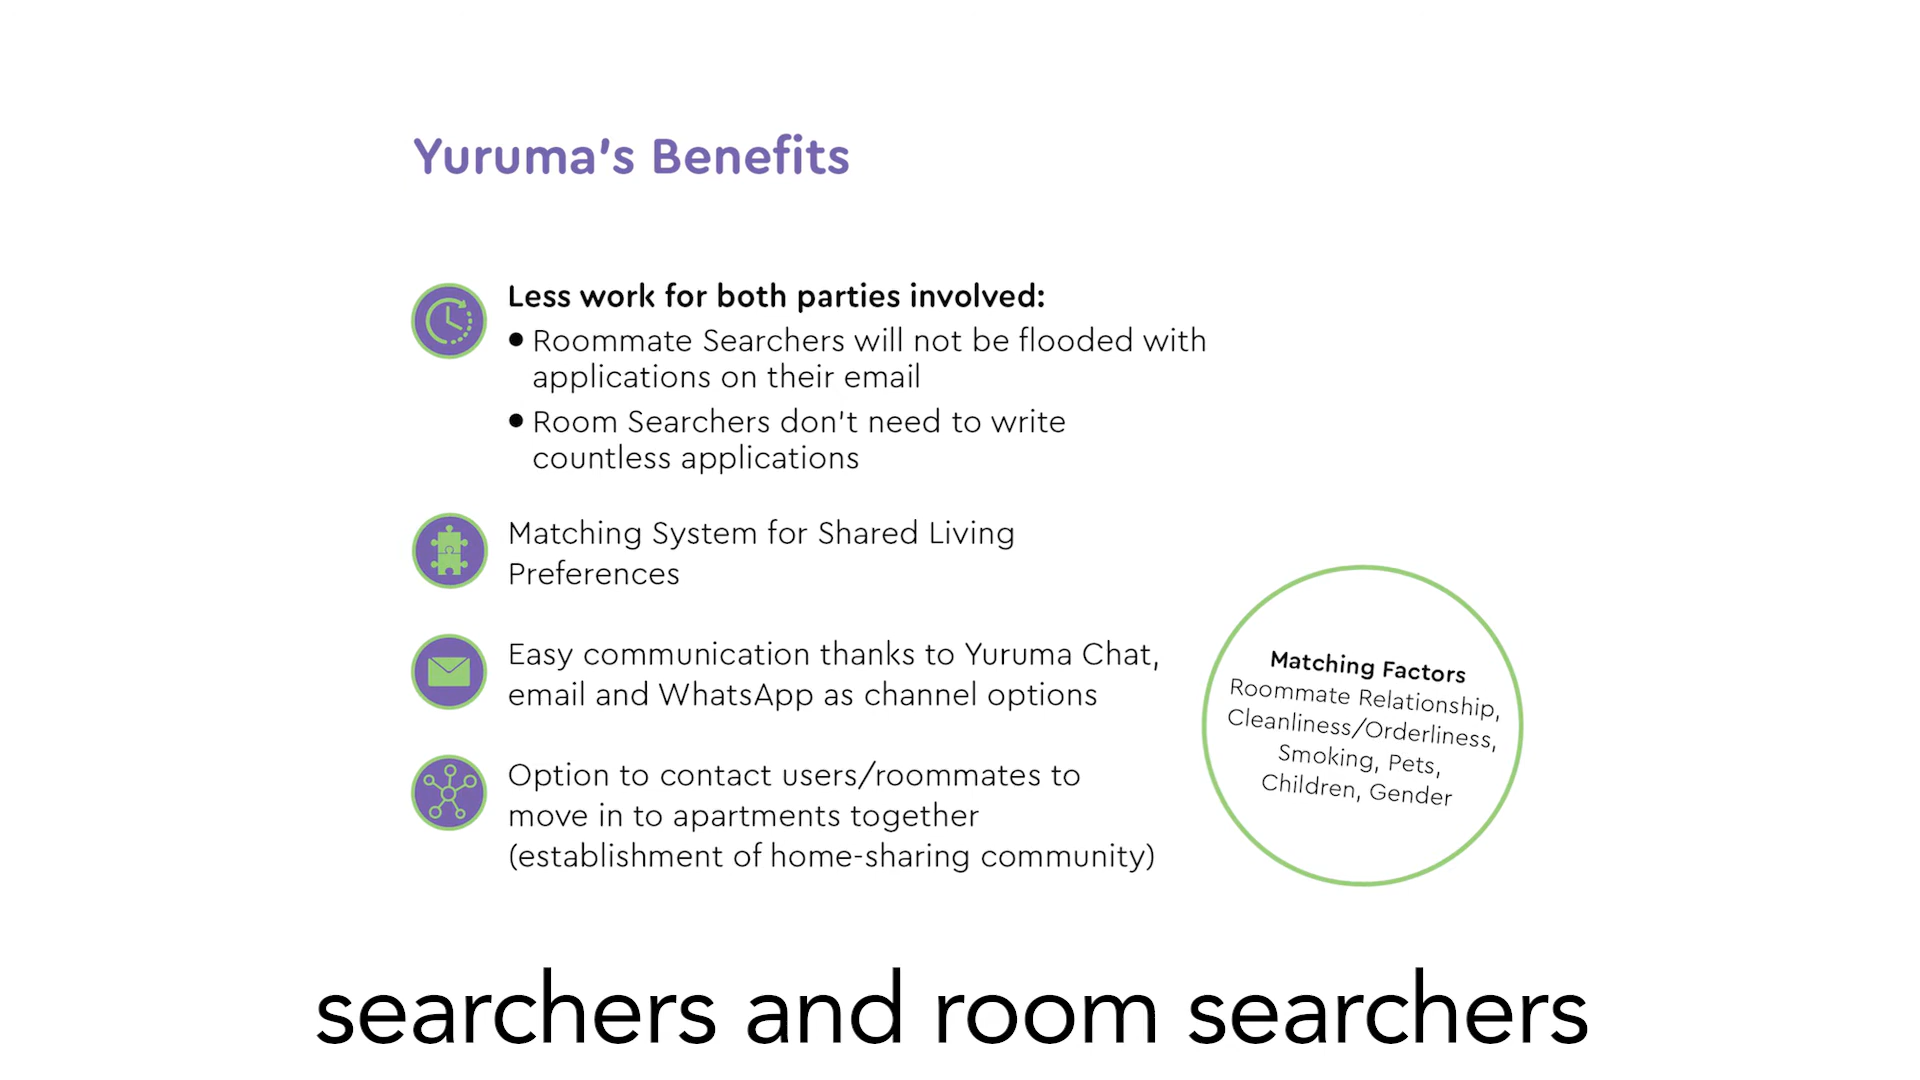 Yuruma's Benefits
Less work for both parties involved:
• Roommate Searchers will not be flooded with
applications on their email
• Room Searchers don't need to write
countless applications
Matching System for Shared Living
Preferences
Easy communication thanks to Yuruma Chat,
email and WhatsApp as channel options
Option to contact users/roommates to
move in to apartments together
(establishment of home-sharing community)
Matching Factors
Roommate Relationship,
Cleanliness/Orderliness,
Smoking, Pets,
Children, Gender
searchers and room searchers